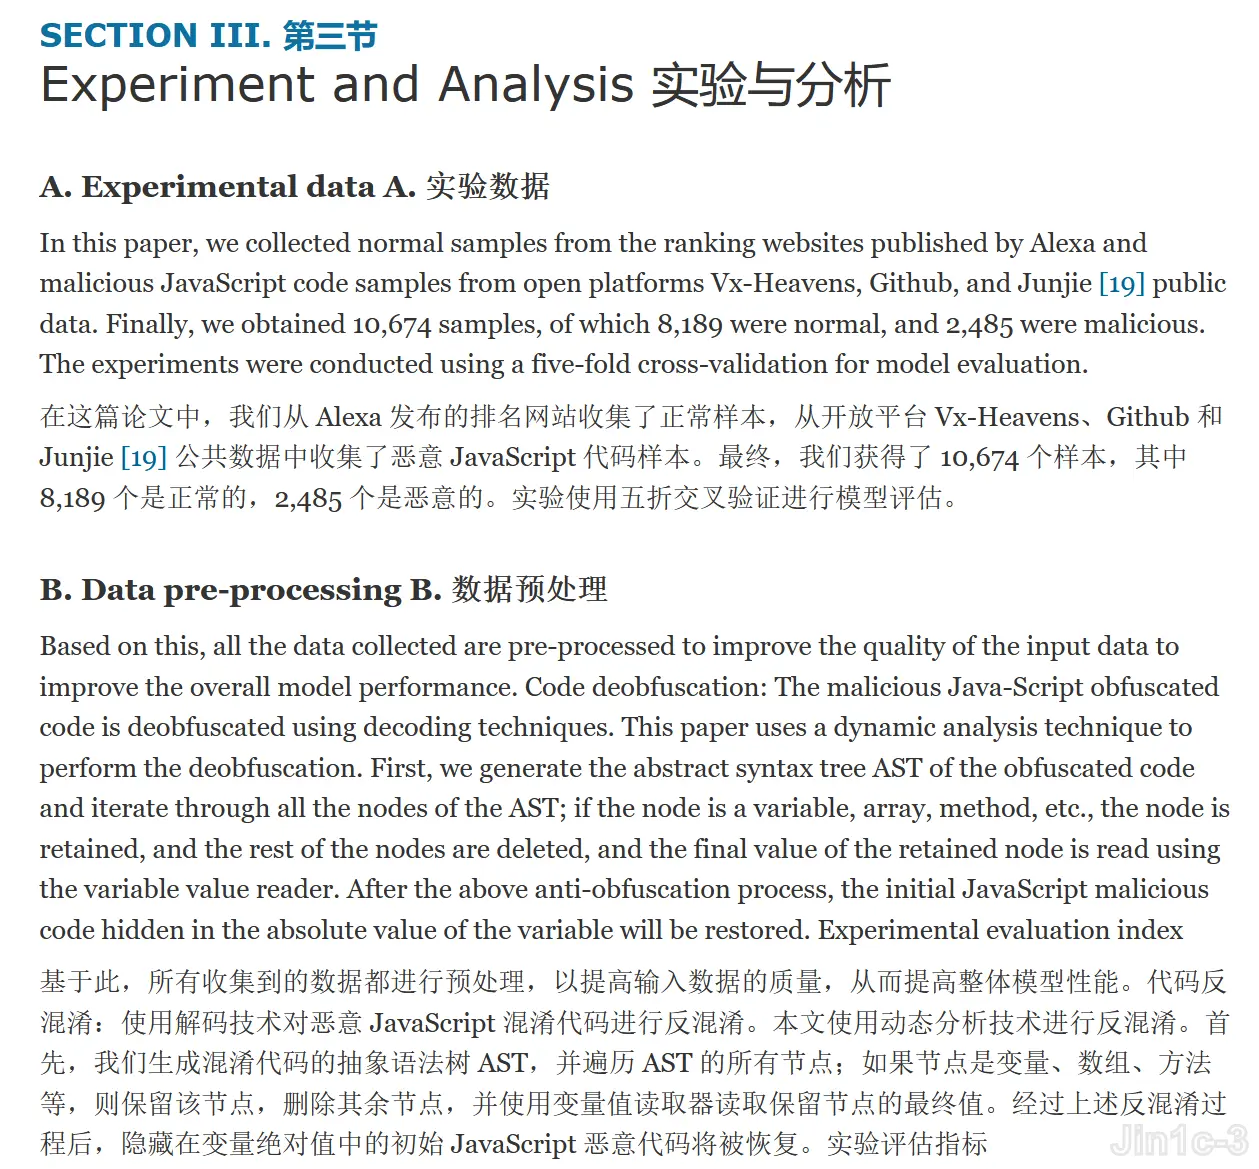 SECTION III. 第三节
Experiment and Analysis 实验与分析
A. Experimental data A. 实验数据
In this paper, we collected normal samples from the ranking websites published by Alexa and
malicious JavaScript code samples from open platforms Vx-Heavens, Github, and Junjie [19] public
data. Finally, we obtained 10,674 samples, of which 8,189 were normal, and 2,485 were malicious.
The experiments were conducted using a five-fold cross-validation for model evaluation.
在这篇论文中，我们从 Alexa 发布的排名网站收集了正常样本，从开放平台 Vx-Heavens、Github 和
Junjie [19] 公共数据中收集了恶意 JavaScript 代码样本。最终，我们获得了 10,674 个样本，其中
8,189 个是正常的，2,485 个是恶意的。实验使用五折交叉验证进行模型评估。
B. Data pre-processing B. 数据预处理
Based on this, all the data collected are pre-processed to improve the quality of the input data to
improve the overall model performance. Code deobfuscation: The malicious Java-Script obfuscated
code is deobfuscated using decoding techniques. This paper uses a dynamic analysis technique to
perform the deobfuscation. First, we generate the abstract syntax tree AST of the obfuscated code
and iterate through all the nodes of the AST; if the node is a variable, array, method, etc., the node is
retained, and the rest of the nodes are deleted, and the final value of the retained node is read using
the variable value reader. After the above anti-obfuscation process, the initial JavaScript malicious
code hidden in the absolute value of the variable will be restored. Experimental evaluation index
基于此，所有收集到的数据都进行预处理，以提高输入数据的质量，从而提高整体模型性能。代码反
混淆：使用解码技术对恶意 JavaScript 混淆代码进行反混淆。本文使用动态分析技术进行反混淆。首
先，我们生成混淆代码的抽象语法树 AST，并遍历 AST 的所有节点；如果节点是变量、数组、方法
等，则保留该节点，删除其余节点，并使用变量值读取器读取保留节点的最终值。经过上述反混淆过
程后，隐藏在变量绝对值中的初始 JavaScript 恶意代码将被恢复。实验评估指标
Jin1c-3